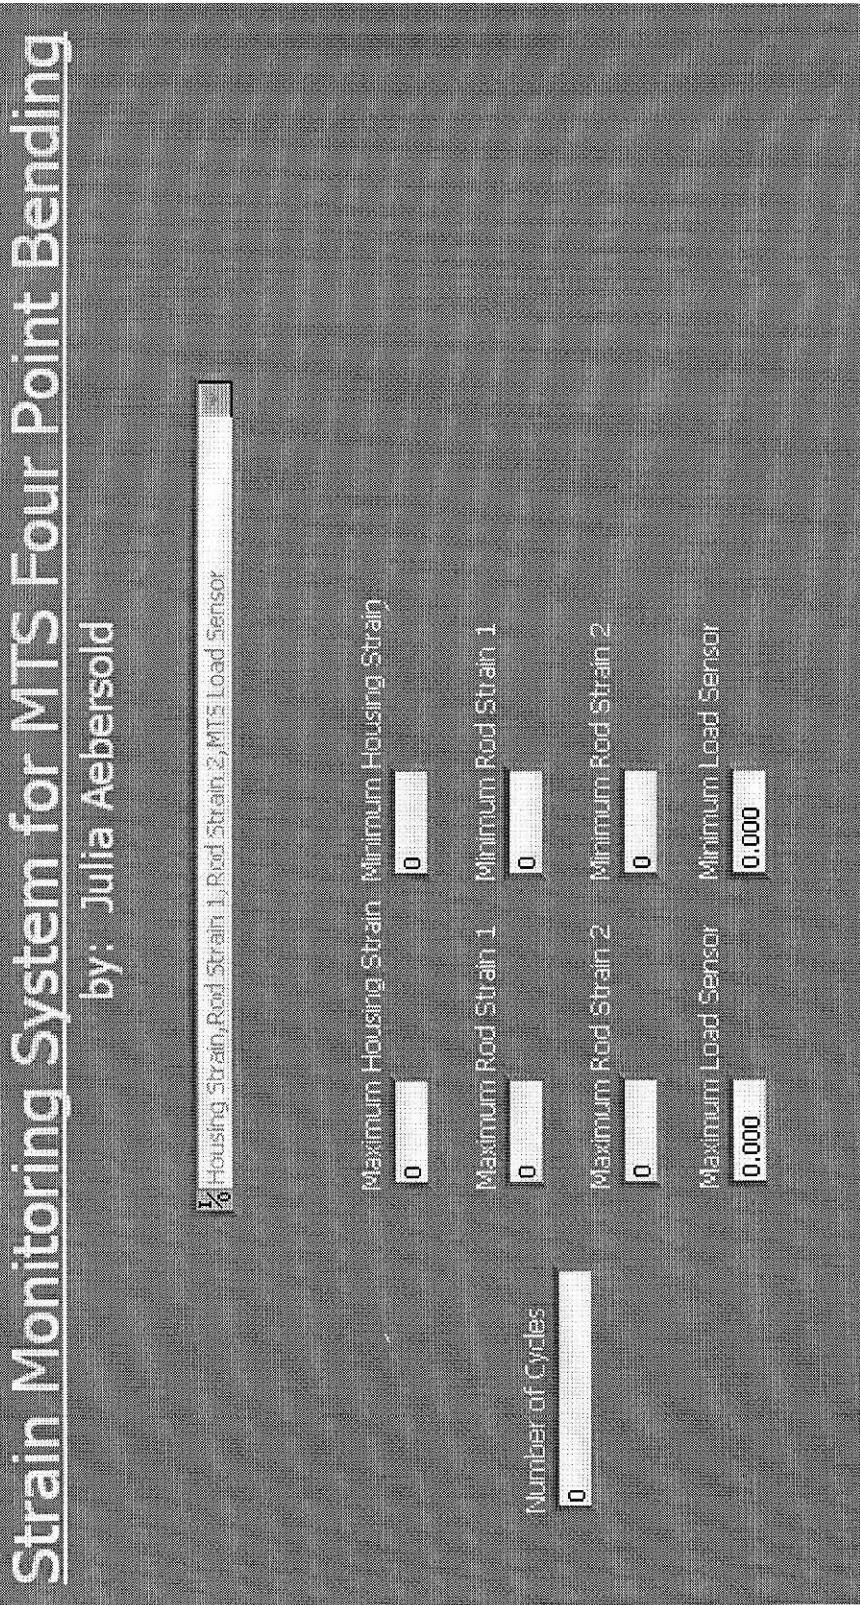 Strain Monitoring System for MTS Four Point Bending
by: Julia Aebersold
I/O Housing Strain,Rod Strain 1,Rod Strain 2,MTS Load Sensor
Maximum Housing Strain Minimum Housing Strain
0 0
Maximum Rod Strain 1 Minimum Rod Strain 1
0 0
Number of Cycles
0
Maximum Rod Strain 2 Minimum Rod Strain 2
0 0
Maximum Load Sensor Minimum Load Sensor
0.000 0.000